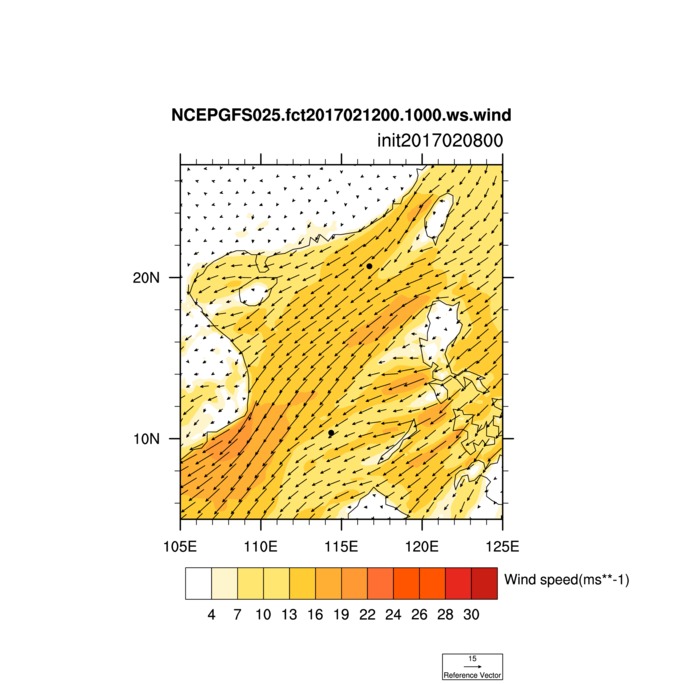 NCEPGFS025.fct2017021200.1000.ws.wind
init2017020800
20N
10N
105E 110E 115E 120E 125E
Wind speed(ms**-1)
4 7 10 13 16 19 22 24 26 28 30
15
Reference Vector